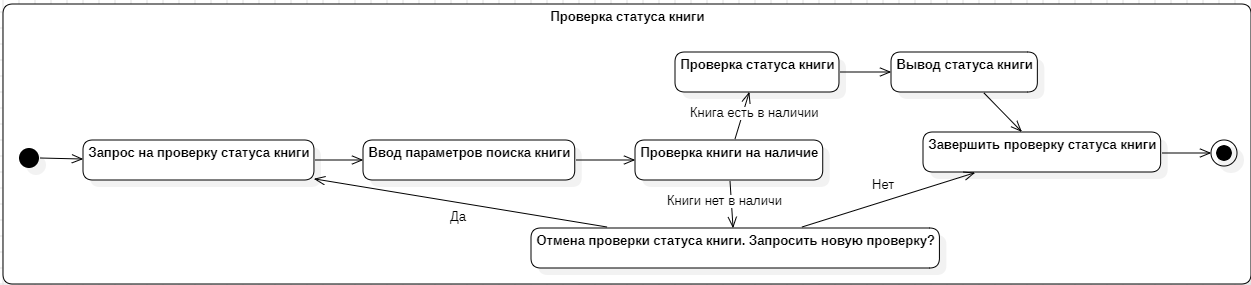 Проверка статуса книги
Проверка статуса книги
Вывод статуса книги
Книга есть в наличии
Запрос на проверку статуса книги
Ввод параметров поиска книги
Проверка книги на наличие
Завершить проверку статуса книги
Книги нет в наличи
Нет
Да
Отмена проверки статуса книги. Запросить новую проверку?